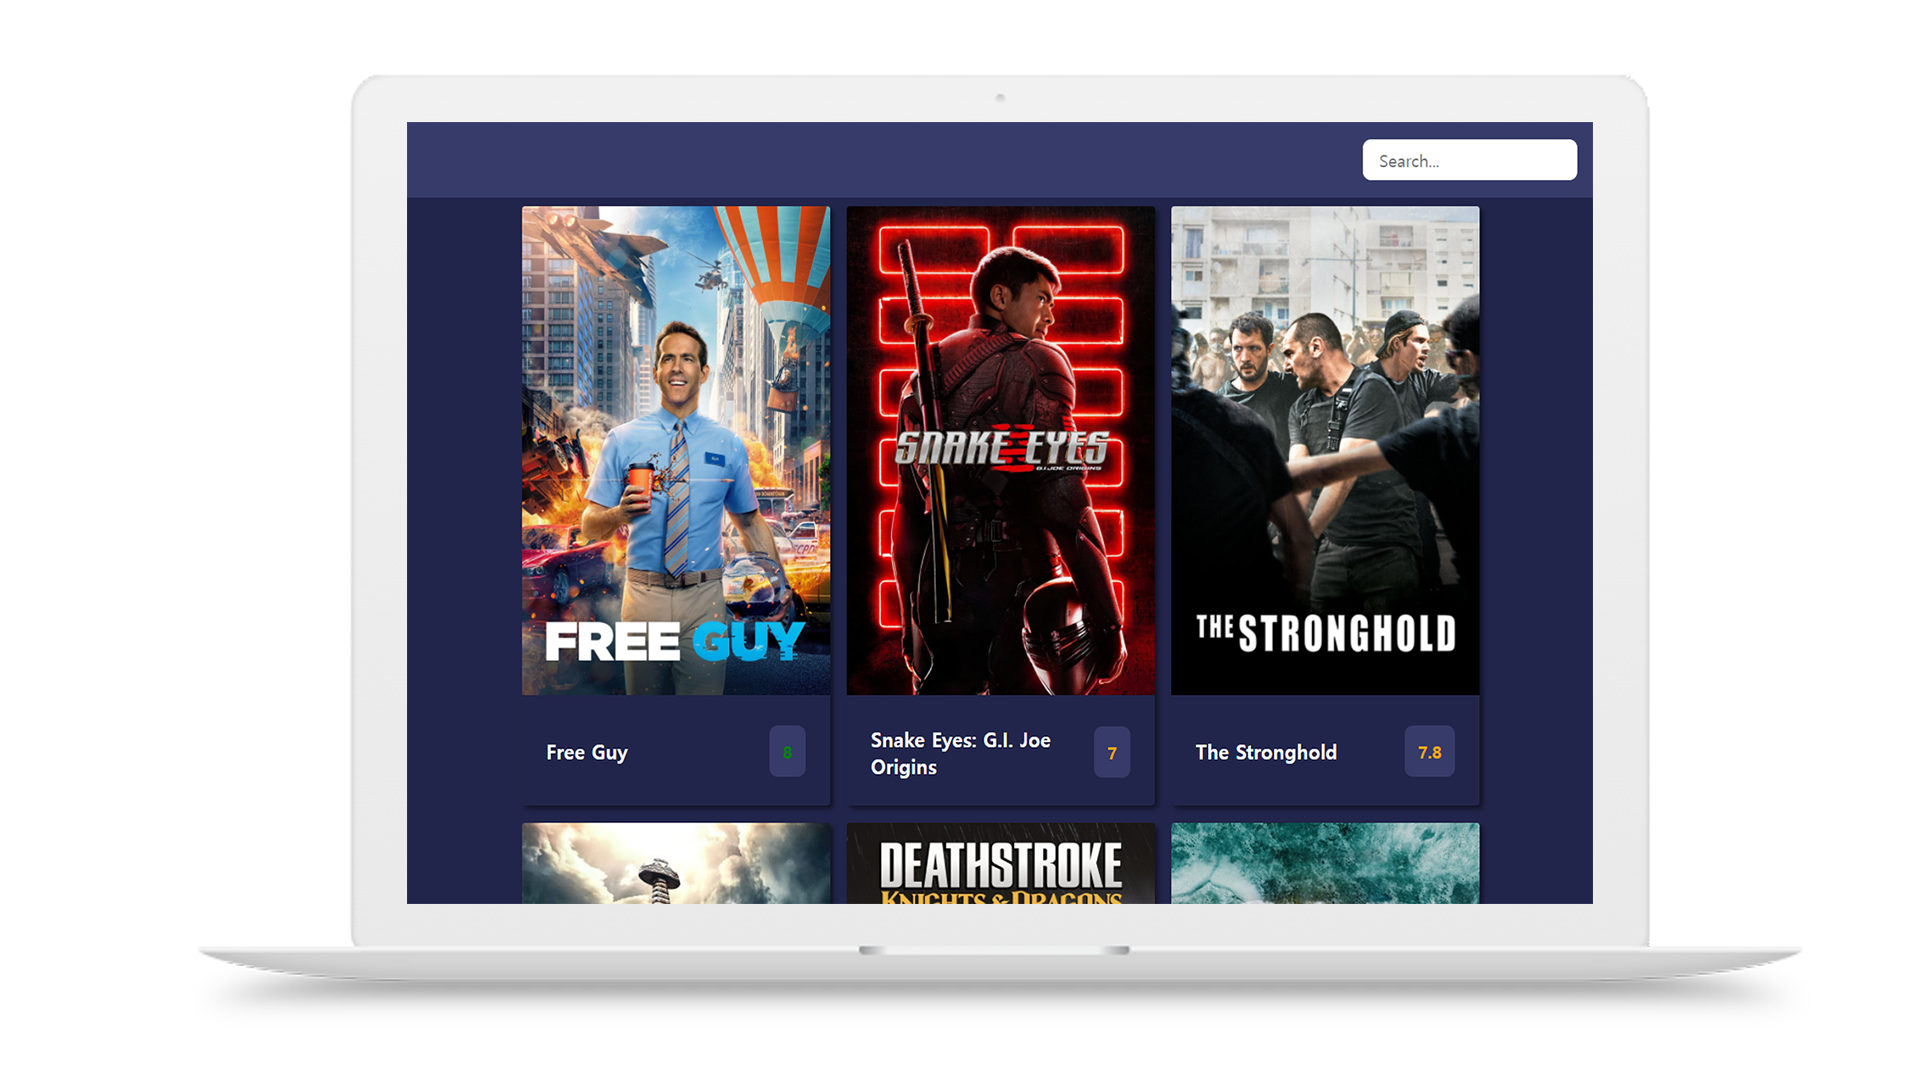 Search...
FREE GUY
SNAKE EYES
G.I. JOE ORIGINS
THE STRONGHOLD
Free Guy
8
Snake Eyes: G.I. Joe
Origins
7
The Stronghold
7.8
DEATHSTROKE
KNIGHTS & DRAGONS